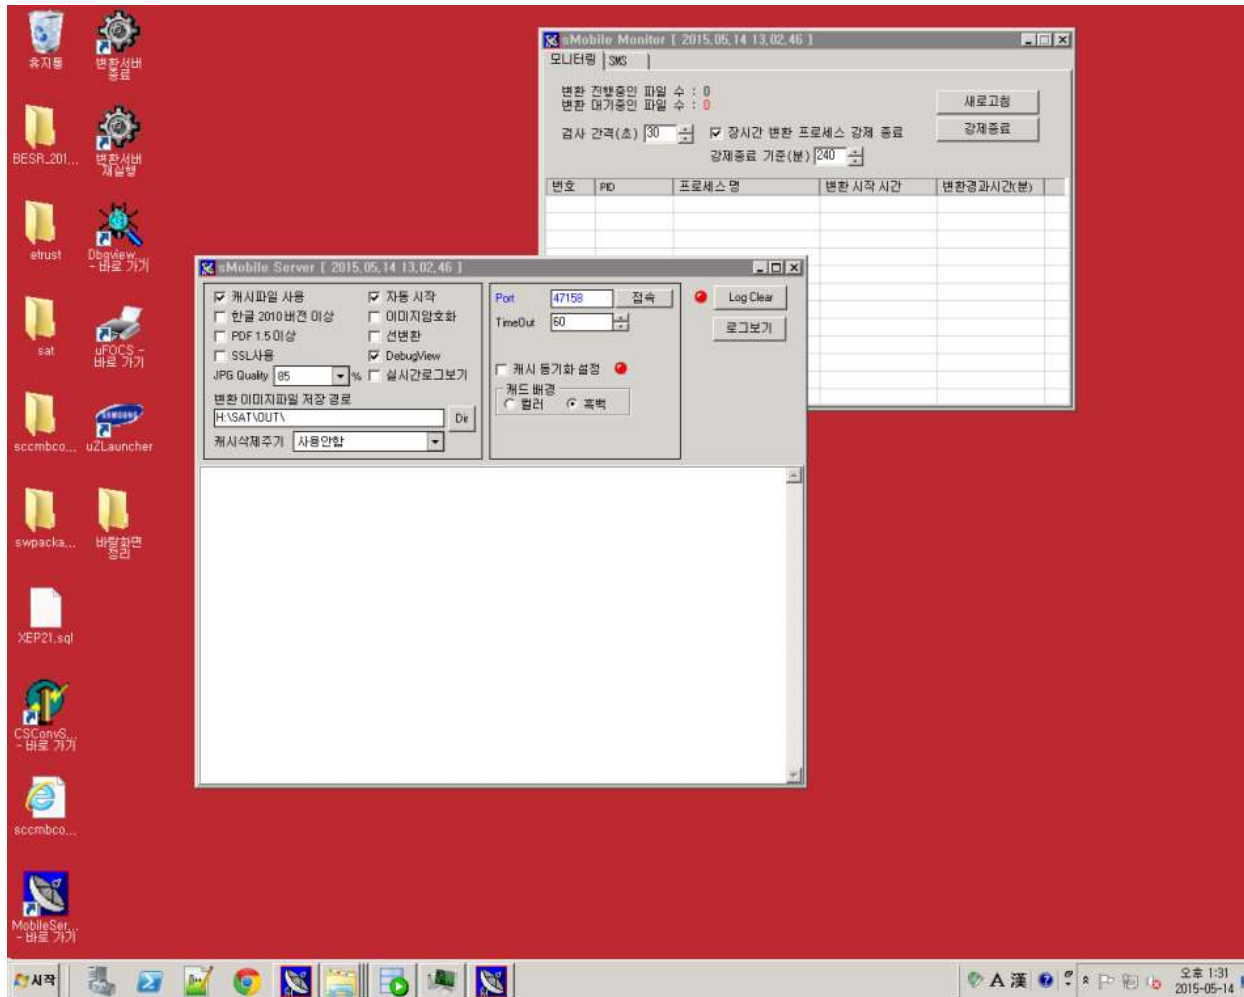 휴지통
변환서버
종료
BESR_201...
변환서버
재실행
etrust
Dbgview...
- 바로 가기
sat
uFOCS -
바로 가기
sccmbco...
SAMSUNG
uZLauncher
swpacka...
바탕화면
정리
XEP21.sql
CSConvS...
- 바로 가기
sccmbco...
MobileSer...
- 바로 가기
sMobile Monitor [ 2015.05.14 13.02.46 ]
모니터링 SMS
변환 진행중인 파일 수 : 0
변환 대기중인 파일 수 : 0
새로고침
검사 간격(초) 30 장시간 변환 프로세스 강제 종료
강제종료
강제종료 기준(분) 240
번호 PID 프로세스 명 변환 시작 시간 변환경과시간(분)
sMobile Server [ 2015.05.14 13.02.46 ]
캐시파일 사용 자동 시작
한글 2010 버전 이상 이미지암호화
PDF 1.5 이상 선변환
SSL사용 DebugView
JPG Quality 85 % 실시간로그보기
변환 이미지파일 저장 경로
H:\SAT\OUT\ Dir
캐시삭제주기 사용안함
Port 47158 접속
TimeOut 60
캐시 동기화 설정
캐드 배경
컬러 흑백
Log Clear
로그보기
시작
A 漢
오후 1:31
2015-05-14